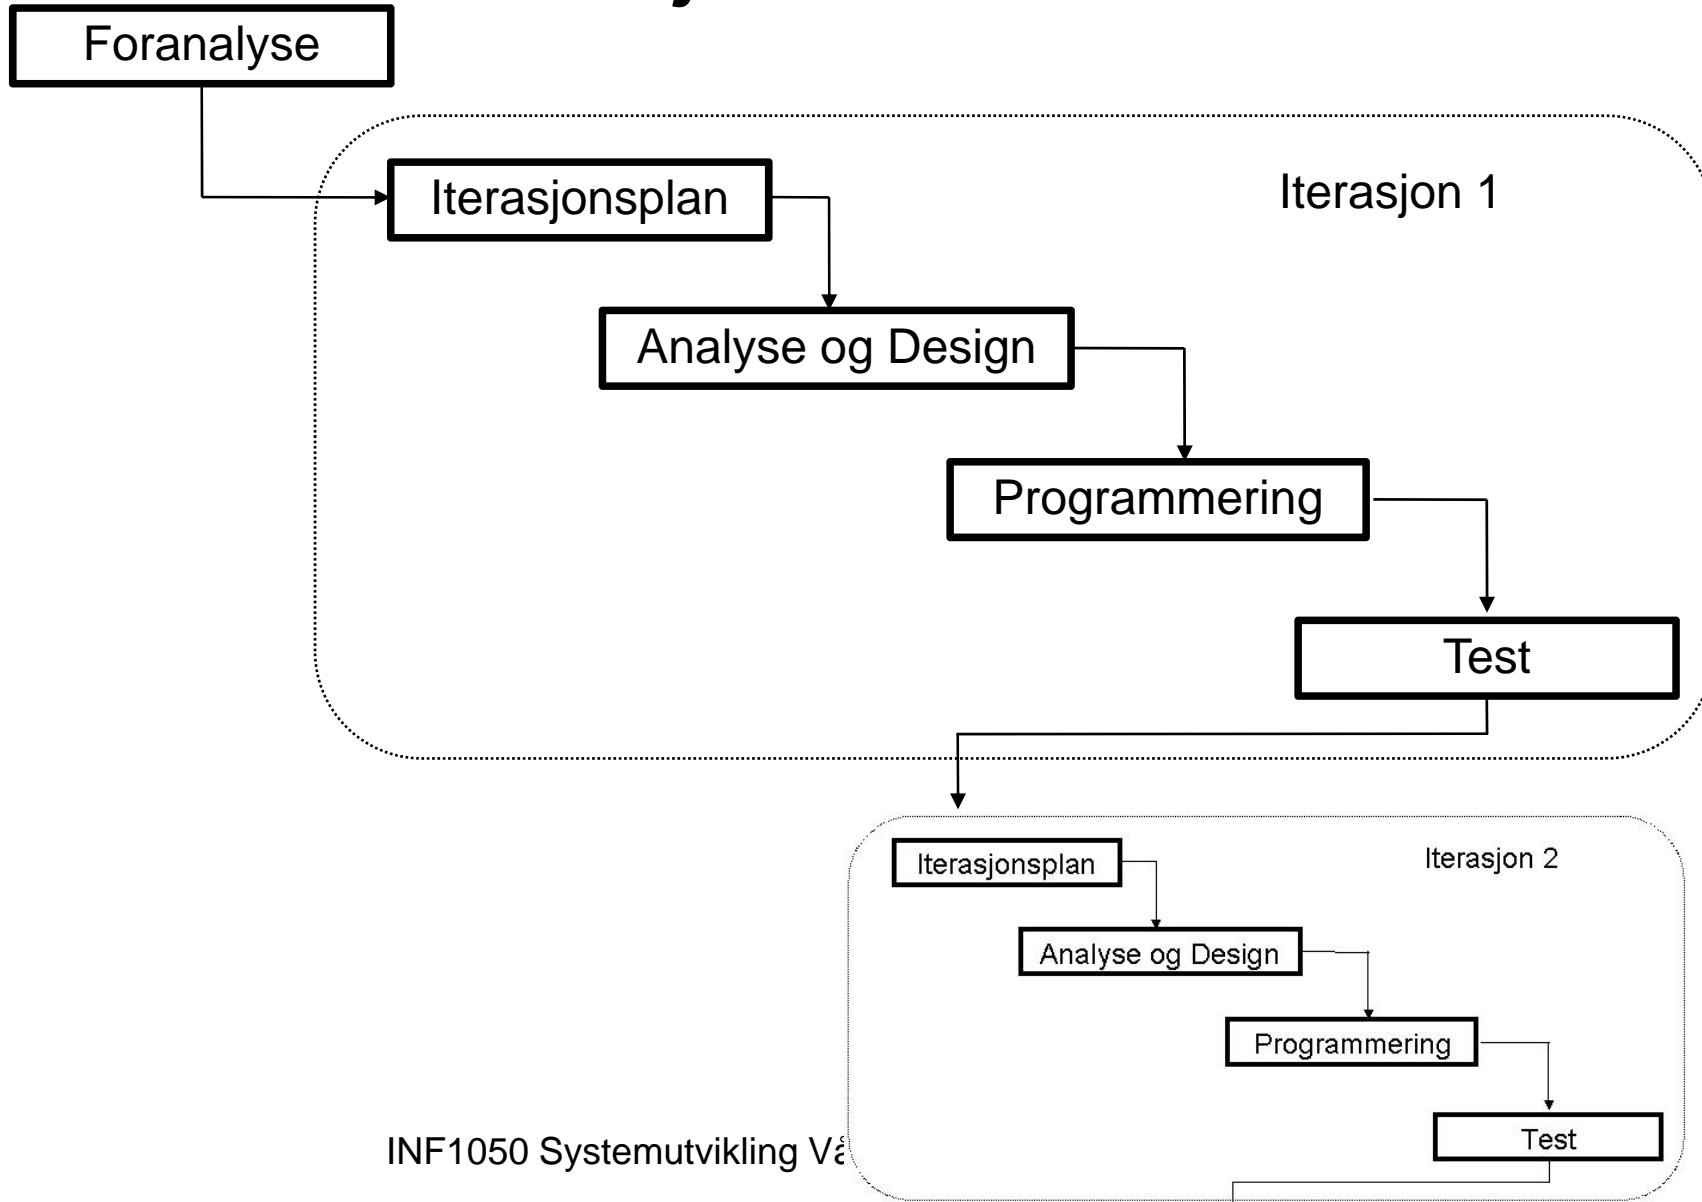 Foranalyse
Iterasjonsplan
Iterasjon 1
Analyse og Design
Programmering
Test
Iterasjonsplan
Iterasjon 2
Analyse og Design
Programmering
Test
INF1050 Systemutvikling